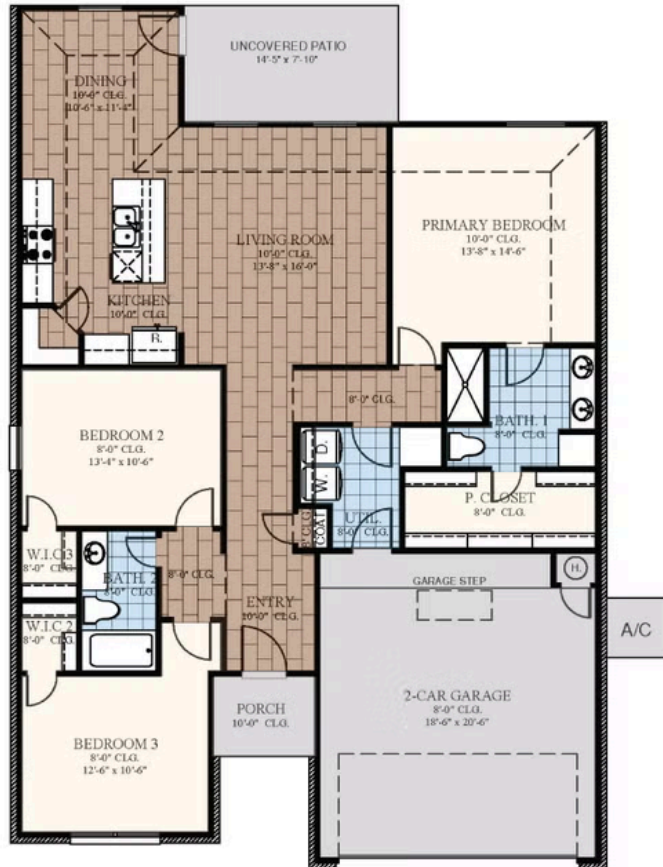 UNCOVERED PATIO
14'-5" x 7'-10"
DINING
10'-0" CLG.
10'-6" x 11'-4"
LIVING ROOM
10'-0" CLG.
13'-8" x 16'-0"
PRIMARY BEDROOM
10'-0" CLG.
13'-8" x 14'-6"
KITCHEN
10'-0" CLG.
R.
8'-0" CLG.
BATH. 1
8'-0" CLG.
BEDROOM 2
8'-0" CLG.
13'-4" x 10'-6"
D.
W.
UTIL.
8'-0" CLG.
P. CLOSET
8'-0" CLG.
8' CLG.
COAT
W.I.C 3
8'-0" CLG.
BATH. 2
8'-0" CLG.
8'-0" CLG.
ENTRY
10'-0" CLG.
GARAGE STEP
H.
W.I.C 2
8'-0" CLG.
A/C
PORCH
10'-0" CLG.
2-CAR GARAGE
8'-0" CLG.
18'-6" x 20'-6"
BEDROOM 3
8'-0" CLG.
12'-6" x 10'-6"